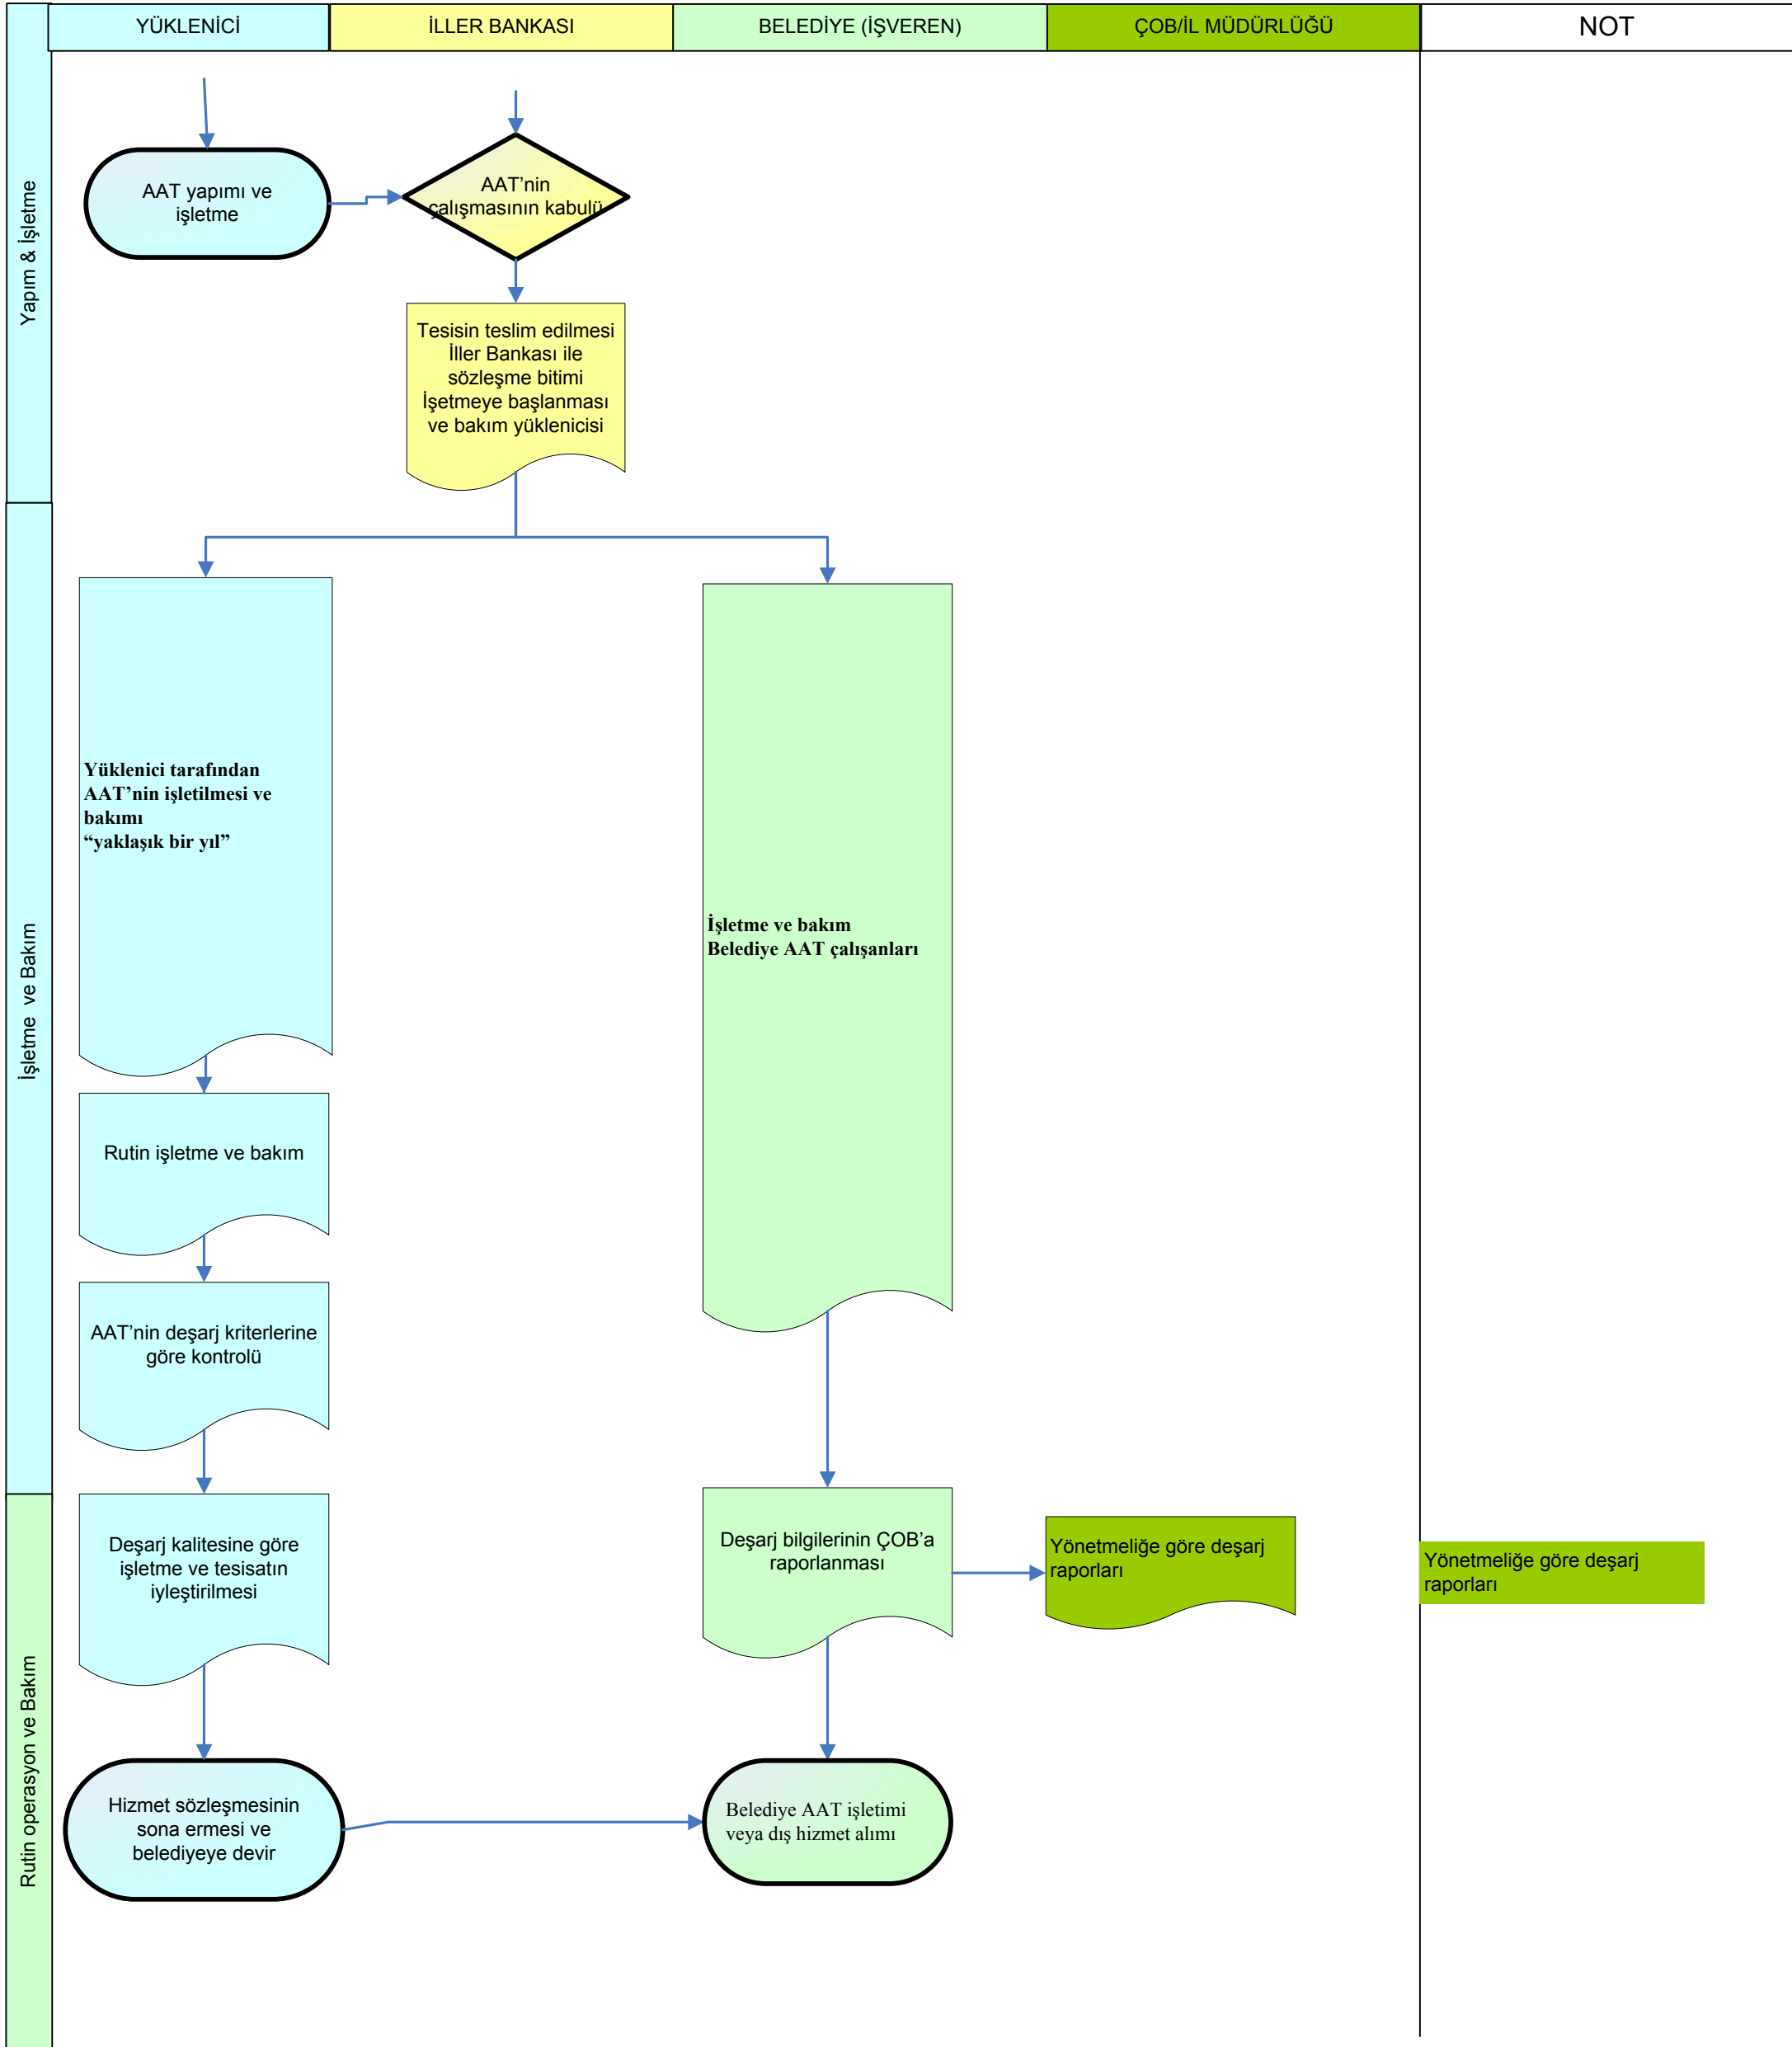 YÜKLENİCİ
İLLER BANKASI
BELEDİYE (İŞVEREN)
ÇOB/İL MÜDÜRLÜĞÜ
NOT
Yapım & İşletme
AAT yapımı ve
işletme
AAT’nin
çalışmasının kabulü
Tesisin teslim edilmesi
İller Bankası ile
sözleşme bitimi
İşetmeye başlanması
ve bakım yüklenicisi
İşletme ve Bakım
Yüklenici tarafından
AAT’nin işletilmesi ve
bakımı
“yaklaşık bir yıl”
İşletme ve bakım
Belediye AAT çalışanları
Rutin işletme ve bakım
AAT’nin deşarj kriterlerine
göre kontrolü
Rutin operasyon ve Bakım
Deşarj kalitesine göre
işletme ve tesisatın
iyleştirilmesi
Deşarj bilgilerinin ÇOB’a
raporlanması
Yönetmeliğe göre deşarj
raporları
Yönetmeliğe göre deşarj
raporları
Hizmet sözleşmesinin
sona ermesi ve
belediyeye devir
Belediye AAT işletimi
veya dış hizmet alımı